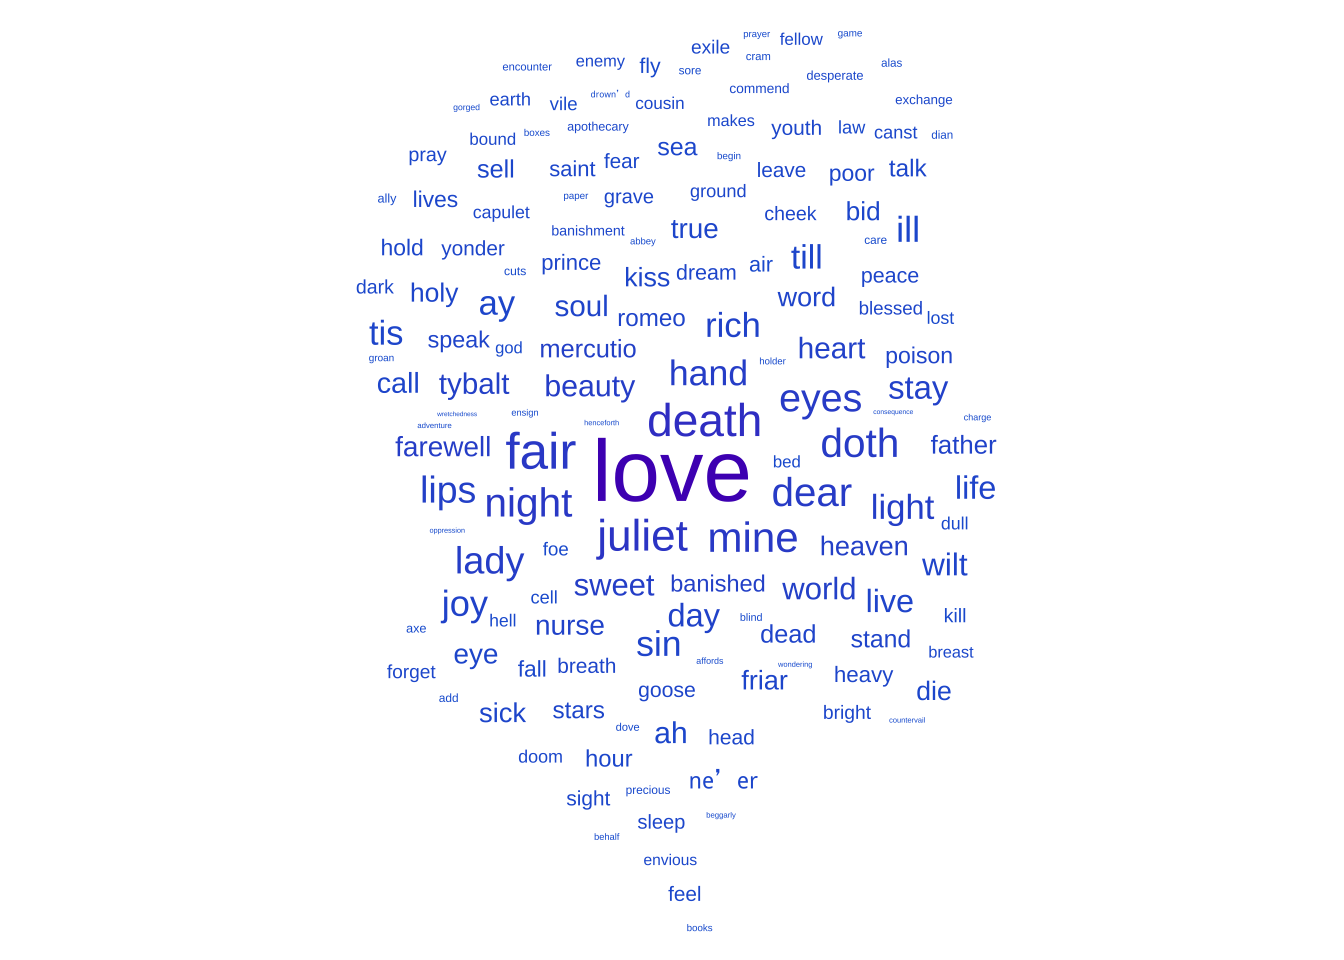 prayer fellow game
exile
cram
enemy fly sore alas
encounter desperate
commend
earth vile drown’d cousin exchange
gorged
makes youth law canst dian
bound boxes apothecary
pray sea begin
sell saint fear leave poor talk
ally lives paper grave ground
capulet cheek bid ill
banishment abbey true care
hold yonder prince air till
cuts kiss dream peace
dark holy ay soul word blessed lost
romeo rich
tis speak god mercutio heart poison
groan holder
call tybalt beauty hand eyes stay
wretchedness ensign henceforth death consequence charge
adventure
farewell fair love bed doth father
lips night dear light life
oppression juliet mine dull
lady foe heaven wilt
sweet banished world
joy cell live
hell nurse day blind kill
axe sin dead stand breast
eye affords wondering
forget fall breath friar heavy
goose die
add sick stars bright countervail
dove ah head
doom hour
ne’er
sight precious
sleep beggarly
behalf
envious
feel
books